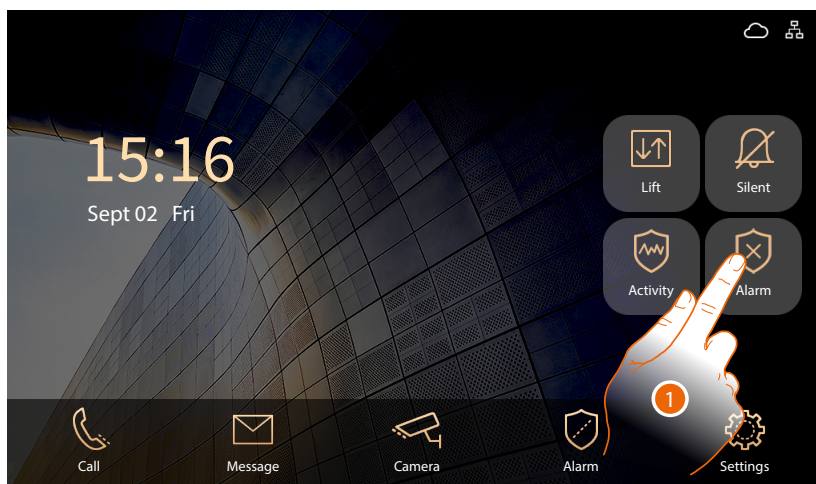 15:16
Sept 02 Fri
Lift
Silent
Activity
Alarm
1
Call
Message
Camera
Alarm
Settings